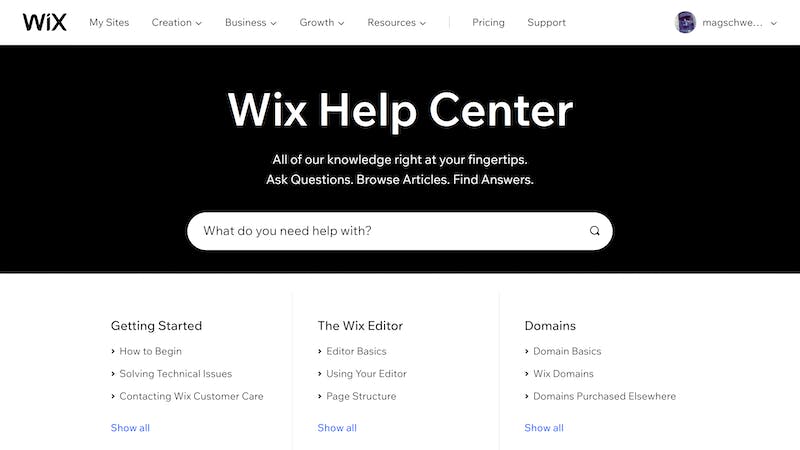 WiX My Sites Creation Business Growth Resources Pricing Support magschwe...
Wix Help Center
All of our knowledge right at your fingertips.
Ask Questions. Browse Articles. Find Answers.
What do you need help with?
Getting Started
How to Begin
Solving Technical Issues
Contacting Wix Customer Care
Show all
The Wix Editor
Editor Basics
Using Your Editor
Page Structure
Show all
Domains
Domain Basics
Wix Domains
Domains Purchased Elsewhere
Show all